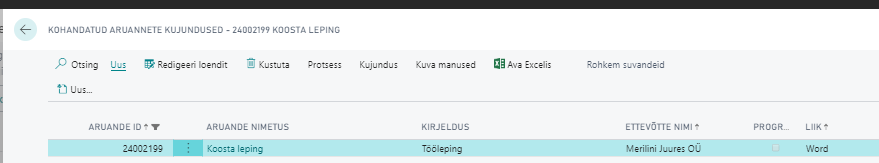 KOHANDATUD ARUANNETE KUJUNDUSED - 24002199 KOOSTA LEPING
Otsing Uus Redigeeri loendit Kustuta Protsess Kujundus Kuva manused Ava Excelis Rohkem suvandeid
Uus...
ARUANDE ID ARUANDE NIMETUS KIRJELDUS ETTEVÕTTE NIMI PROGR... LIIK
24002199 Koosta leping Tööleping Merilini Juures OÜ Word